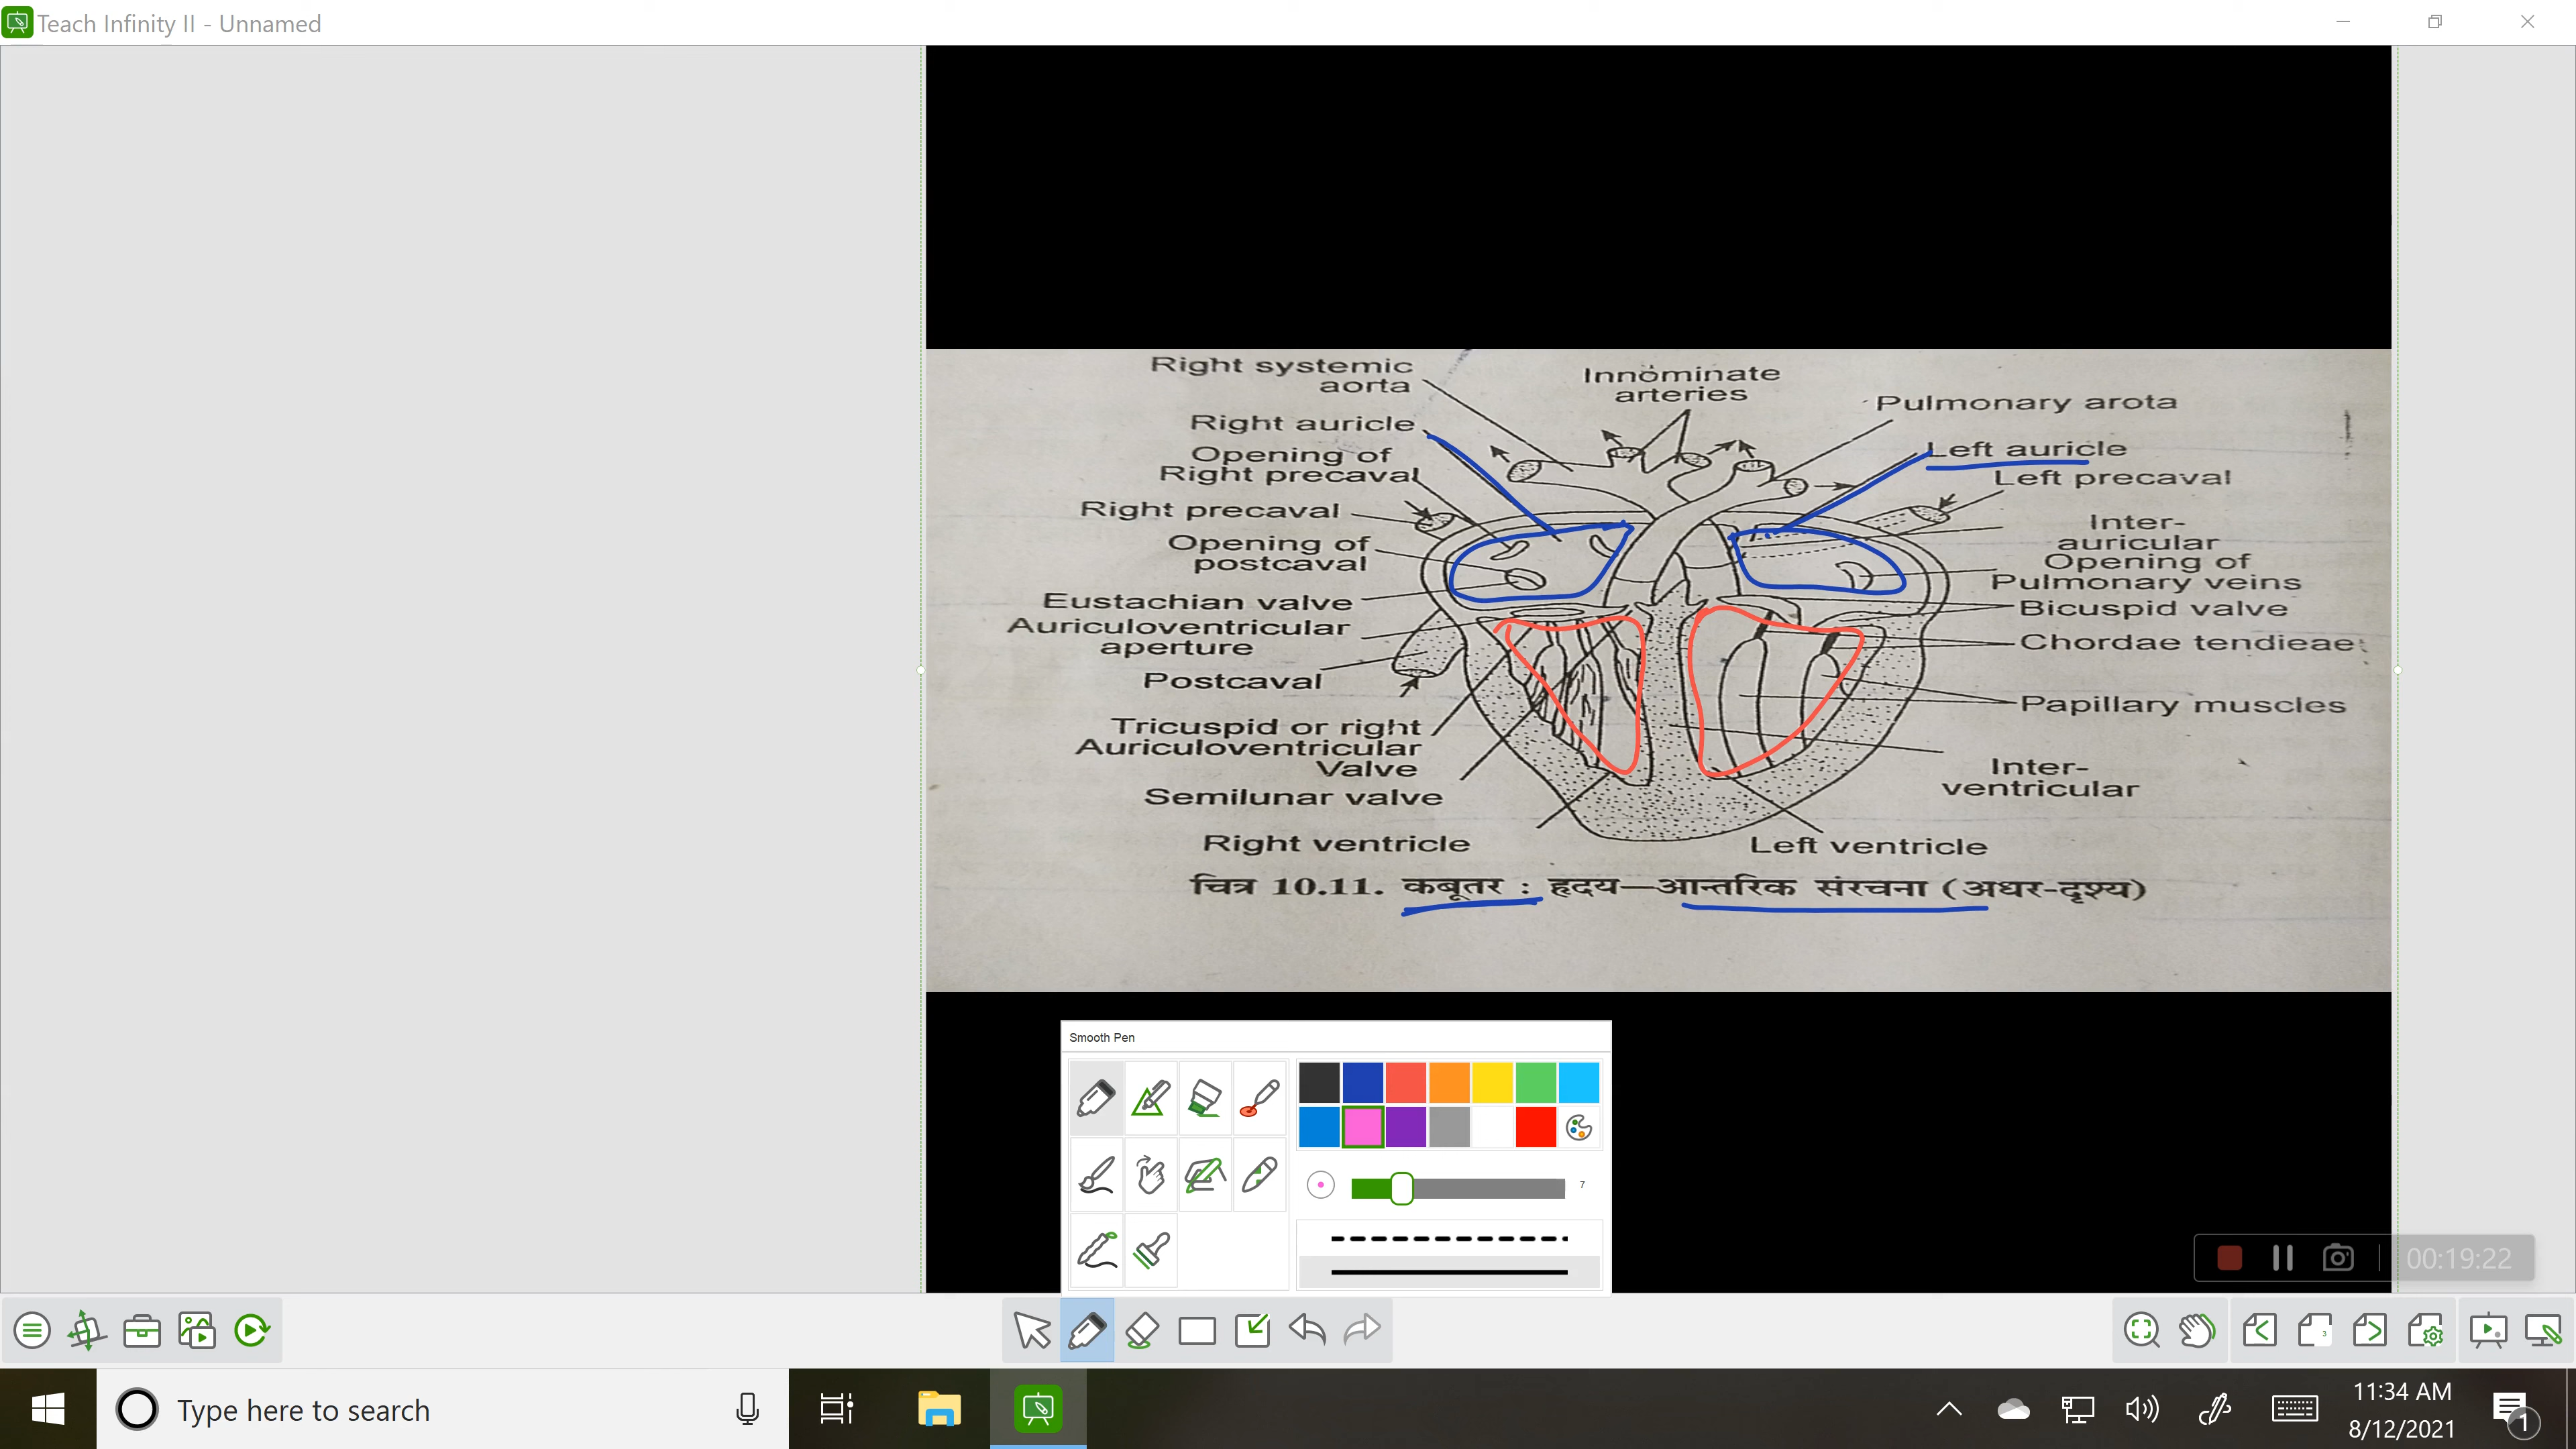 Teach Infinity II - Unnamed
Right systemic
aorta
Innominate
arteries
Pulmonary arota
Right auricle
Left auricle
Opening of
Right precaval
Left precaval
Right precaval
Inter-
auricular
Opening of
postcaval
Opening of
Pulmonary veins
Eustachian valve
Bicuspid valve
Auriculoventricular
aperture
Chordae tendieae
Postcaval
Papillary muscles
Tricuspid or right
Auriculoventricular
Valve
Inter-
ventricular
Semilunar valve
Right ventricle
Left ventricle
चित्र 10.11. कबूतर : हृदय—आन्तरिक संरचना (अधर-दृश्य)
Smooth Pen
7
00:19:22
3
Type here to search
11:34 AM
8/12/2021
1